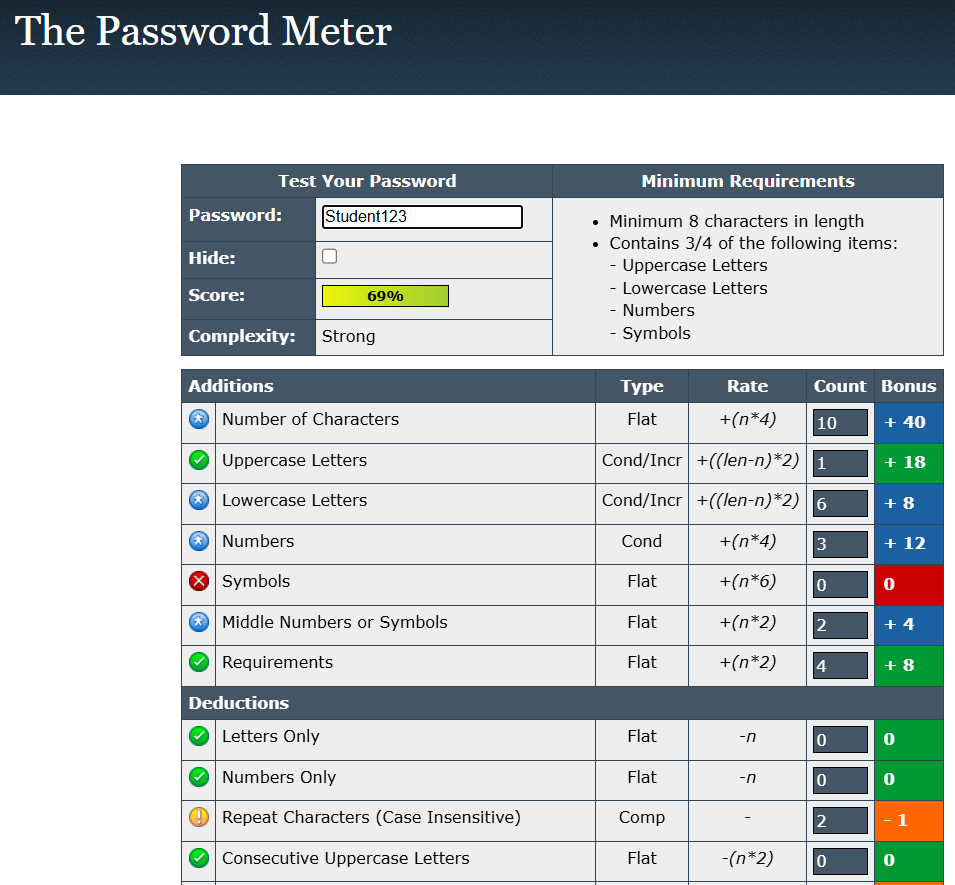 The Password Meter
Test Your Password Minimum Requirements
Password: Student123
Hide:
Score: 69%
Complexity: Strong
• Minimum 8 characters in length
• Contains 3/4 of the following items:
- Uppercase Letters
- Lowercase Letters
- Numbers
- Symbols
Additions Type Rate Count Bonus
Number of Characters Flat +(n*4) 10 + 40
Uppercase Letters Cond/Incr +((len-n)*2) 1 + 18
Lowercase Letters Cond/Incr +((len-n)*2) 6 + 8
Numbers Cond +(n*4) 3 + 12
Symbols Flat +(n*6) 0 0
Middle Numbers or Symbols Flat +(n*2) 2 + 4
Requirements Flat +(n*2) 4 + 8
Deductions
Letters Only Flat -n 0 0
Numbers Only Flat -n 0 0
Repeat Characters (Case Insensitive) Comp - 2 - 1
Consecutive Uppercase Letters Flat -(n*2) 0 0